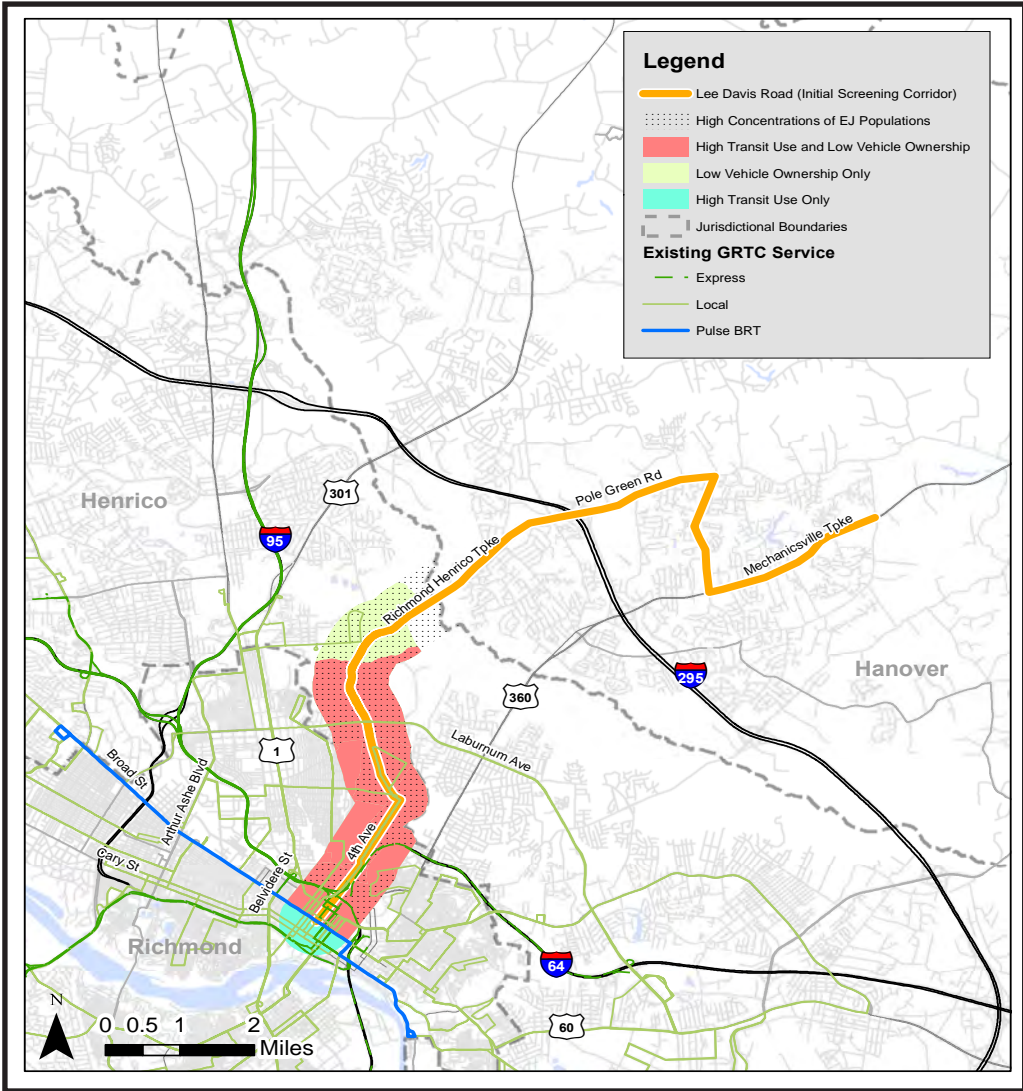 Legend
Lee Davis Road (Initial Screening Corridor)
High Concentrations of EJ Populations
High Transit Use and Low Vehicle Ownership
Low Vehicle Ownership Only
High Transit Use Only
Jurisdictional Boundaries
Existing GRTC Service
Express
Local
Pulse BRT
Pole Green Rd
Henrico
301
95
Mechanicsville Tpke
Richmond Henrico Tpke
Hanover
295
360
Laburnum Ave
1
Broad St
Arthur Ashe Blvd
4th Ave
Cary St
Belvidere St
Richmond
64
N
0 0.5 1 2
Miles
60